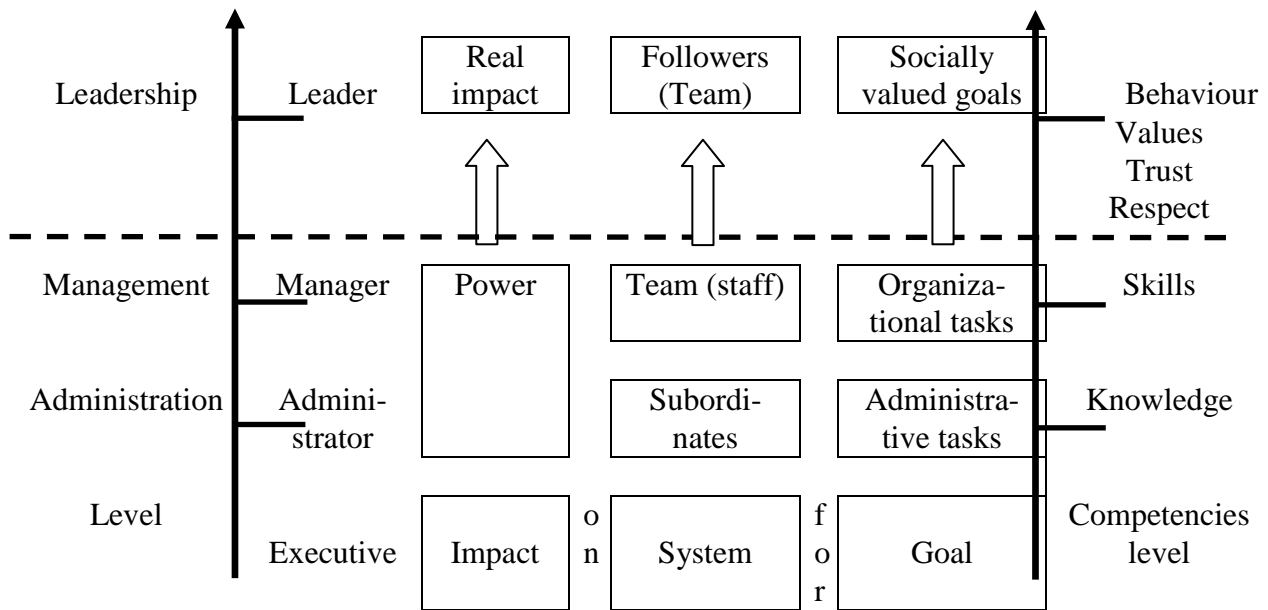 Real Followers Socially
Leadership Leader impact (Team) valued goals Behaviour
Values
Trust
Respect
Management Manager Power Team (staff) Organiza- Skills
tional tasks
Administration Admini- Subordi- Administra- Knowledge
strator nates tive tasks
Level o f Competencies
Executive Impact n System o Goal level
r